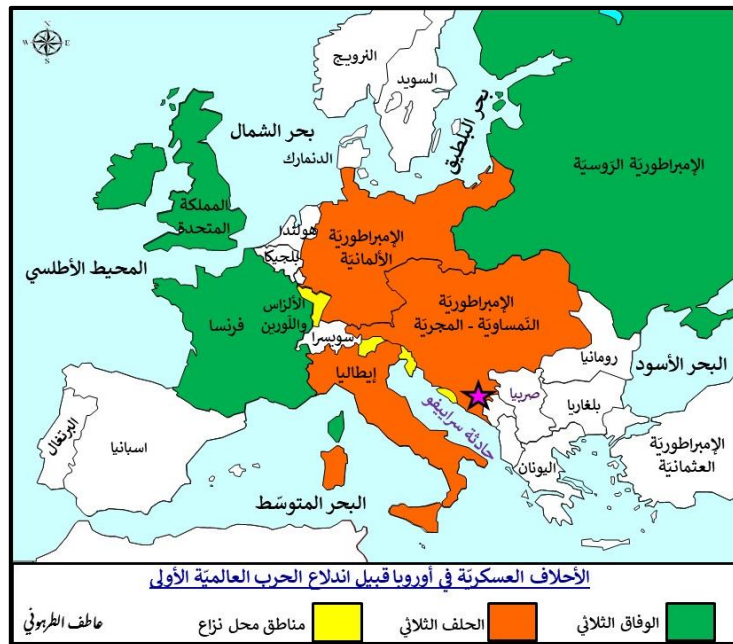 N
W E
S
النرويج
السويد
بحر البلطيق
بحر الشمال
الدنمارك
الإمبراطوريّة الرّوسيّة
المملكة
المتحدة
هولندا
بلجيكا
الإمبراطوريّة
الألمانيّة
المحيط الأطلسي
الألزاس
واللّورين
فرنسا
الإمبراطوريّة
النّمساويّة - المجريّة
سويسرا
رومانيا
البحر الأسود
إيطاليا
صربيا
بلغاريا
حادثة سراييفو
البرتغال
اسبانيا
اليونان
الإمبراطوريّة
العثمانيّة
البحر المتوسّط
الأحلاف العسكريّة في أوروبا قبيل اندلاع الحرب العالميّة الأولى
الوفاق الثلاثي
الحلف الثلاثي
مناطق محل نزاع
عاطف الطرهوني